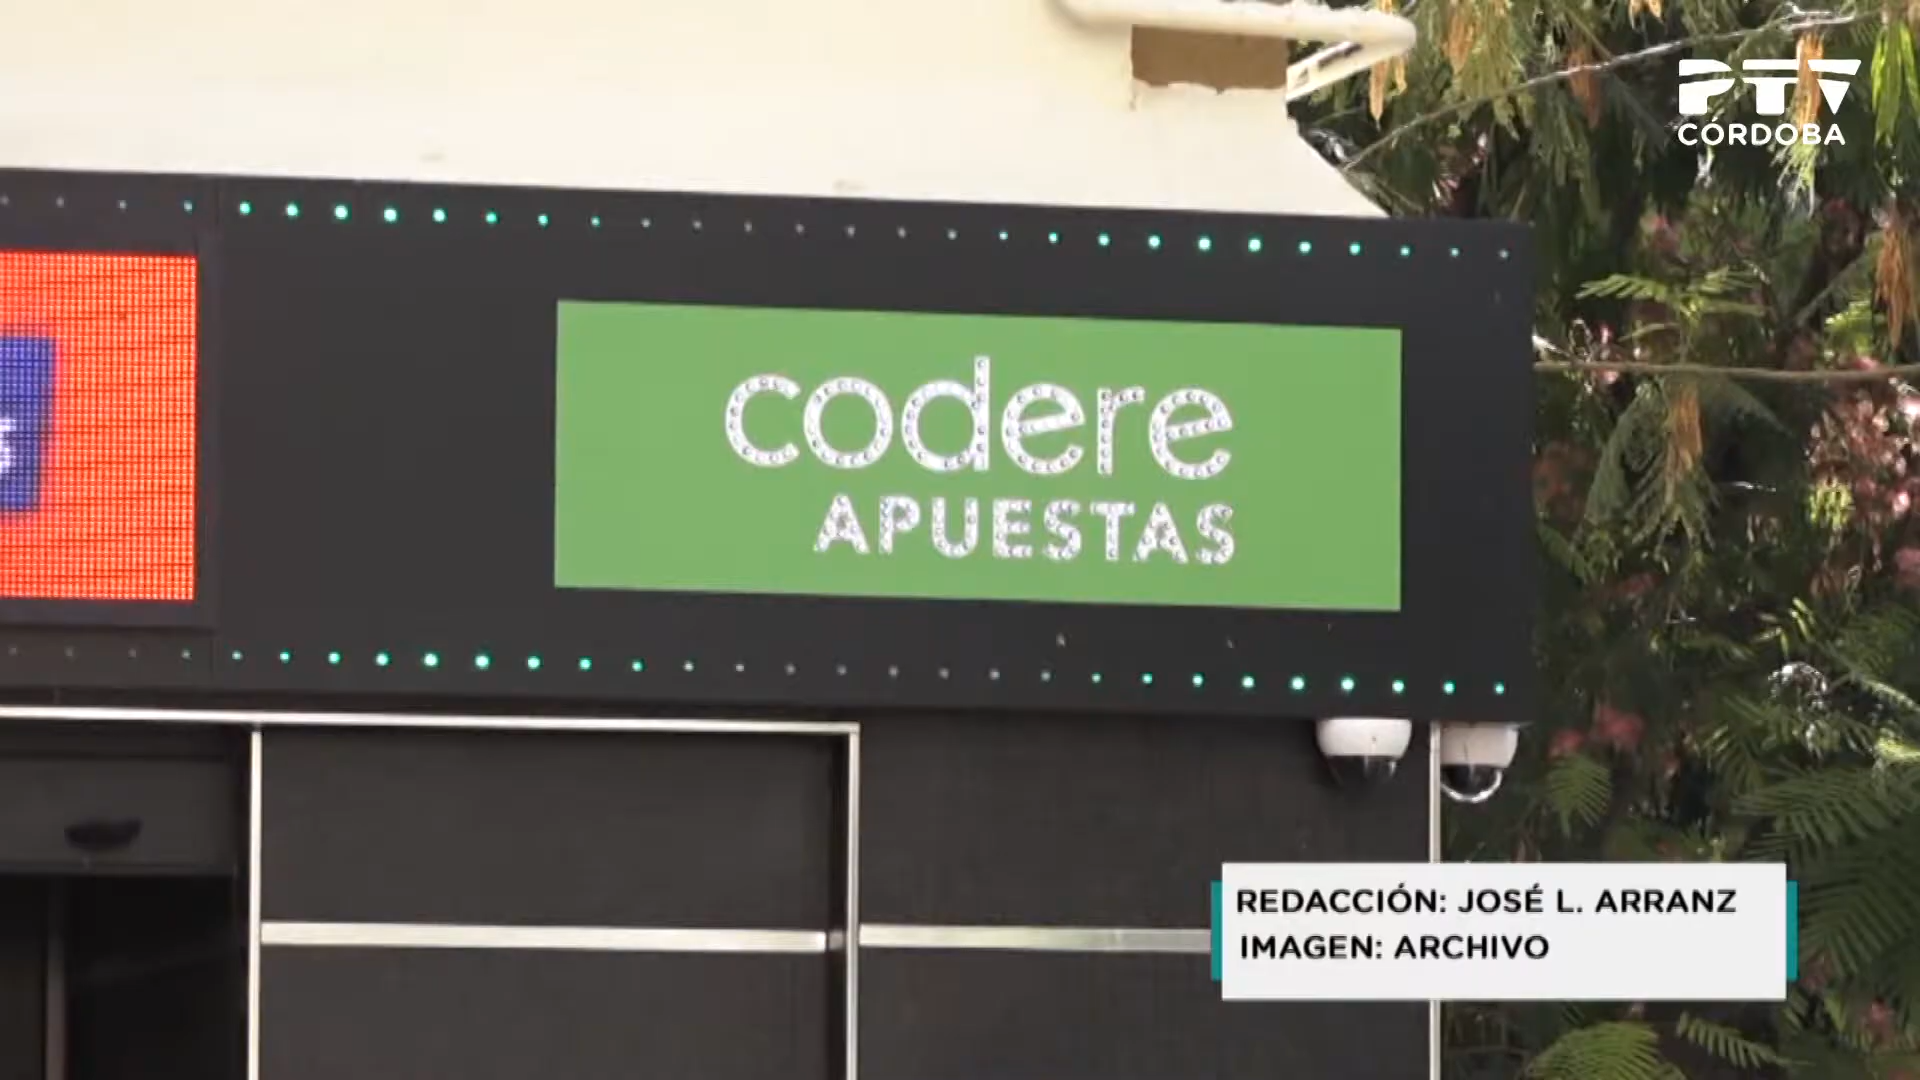 PTV
CÓRDOBA
codere
APUESTAS
REDACCIÓN: JOSÉ L. ARRANZ
IMAGEN: ARCHIVO